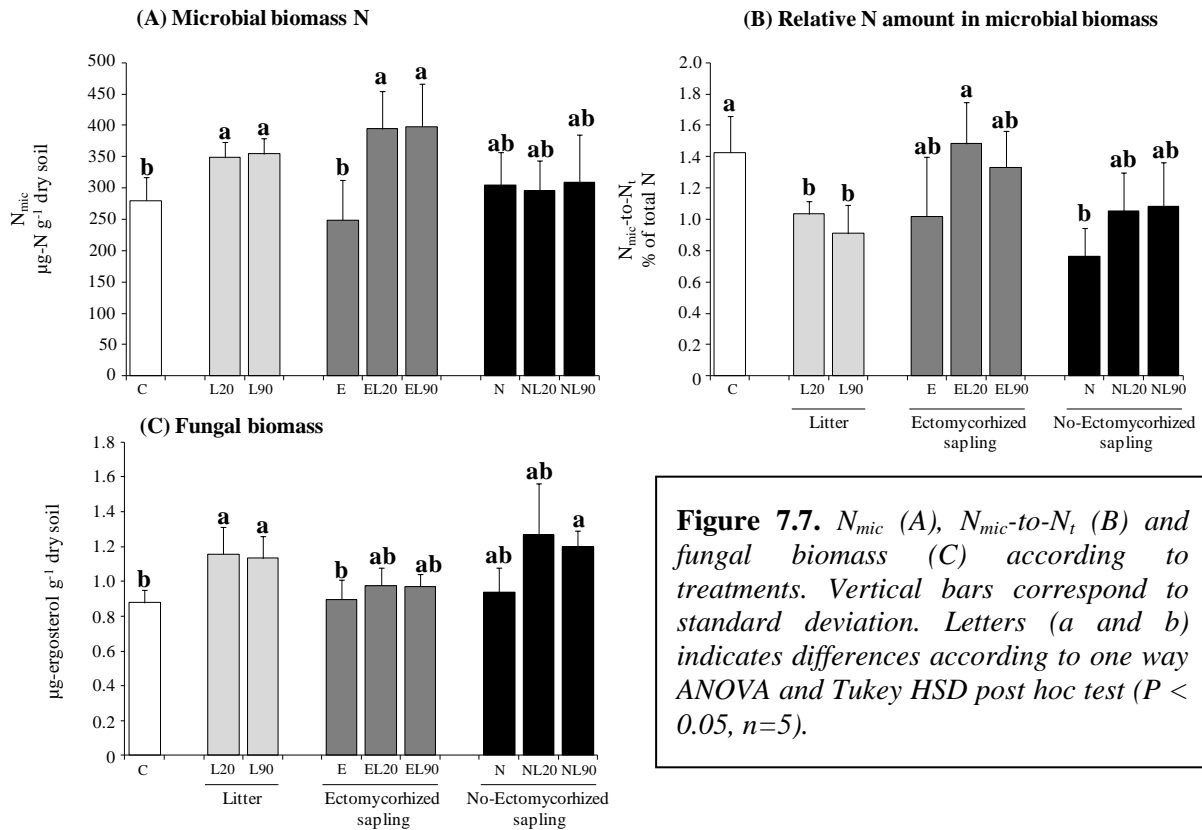 (A) Microbial biomass N
500
450
400
350
300
250
200
150
100
50
0
N_mic
µg-N g⁻¹ dry soil
b
a
a
b
a
a
ab
ab
ab
C
L20
L90
E
EL20
EL90
N
NL20
NL90
(B) Relative N amount in microbial biomass
2.0
1.8
1.6
1.4
1.2
1.0
0.8
0.6
0.4
0.2
0
N_mic-to-N_t
% of total N
a
b
b
ab
a
ab
b
ab
ab
C
L20
L90
E
EL20
EL90
N
NL20
NL90
Litter
Ectomycorhized
sapling
No-Ectomycorhized
sapling
(C) Fungal biomass
1.8
1.6
1.4
1.2
1.0
0.8
0.6
0.4
0.2
0
µg-ergosterol g⁻¹ dry soil
b
a
a
b
ab
ab
ab
ab
a
C
L20
L90
E
EL20
EL90
N
NL20
NL90
Litter
Ectomycorhized
sapling
No-Ectomycorhized
sapling
Figure 7.7. N_mic (A), N_mic-to-N_t (B) and
fungal biomass (C) according to
treatments. Vertical bars correspond to
standard deviation. Letters (a and b)
indicates differences according to one way
ANOVA and Tukey HSD post hoc test (P <
0.05, n=5).